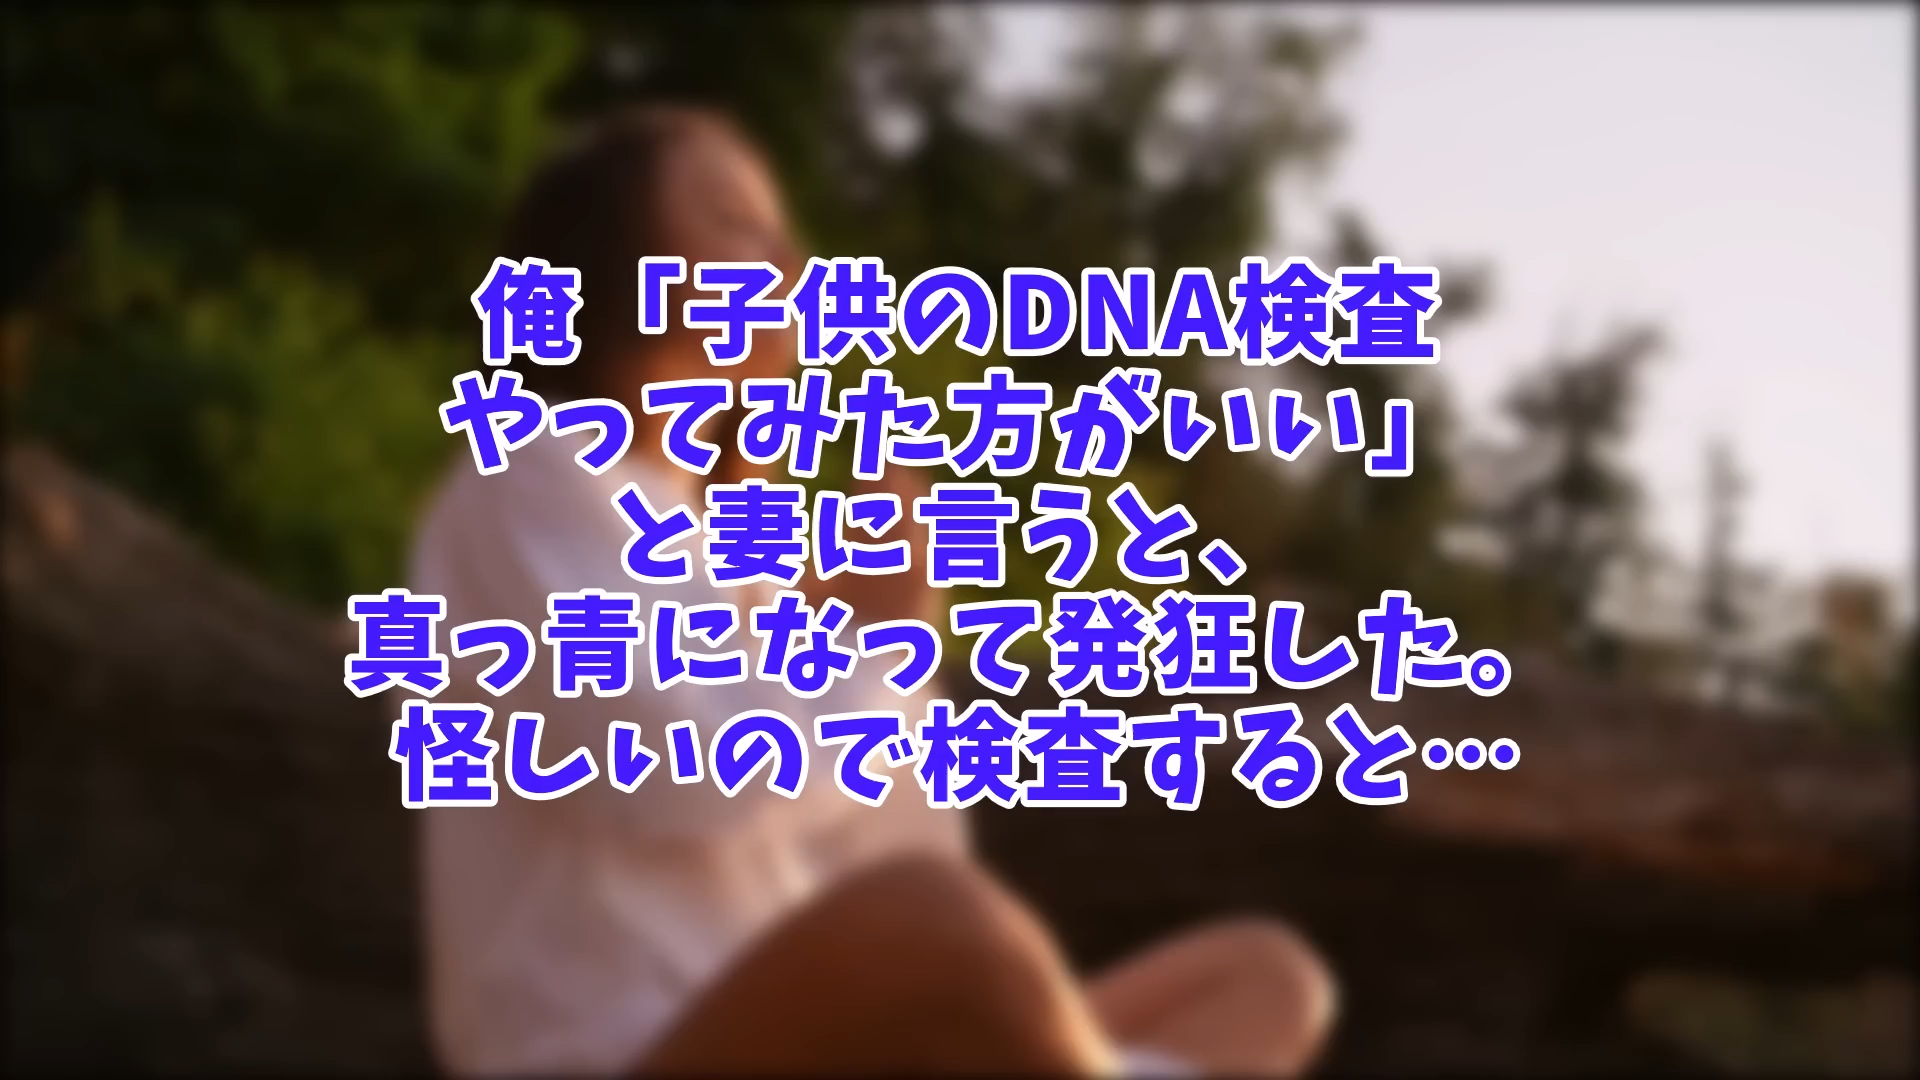 俺「子供のDNA検査
やってみた方がいい」
と妻に言うと、
真っ青になって発狂した。
怪しいので検査すると…